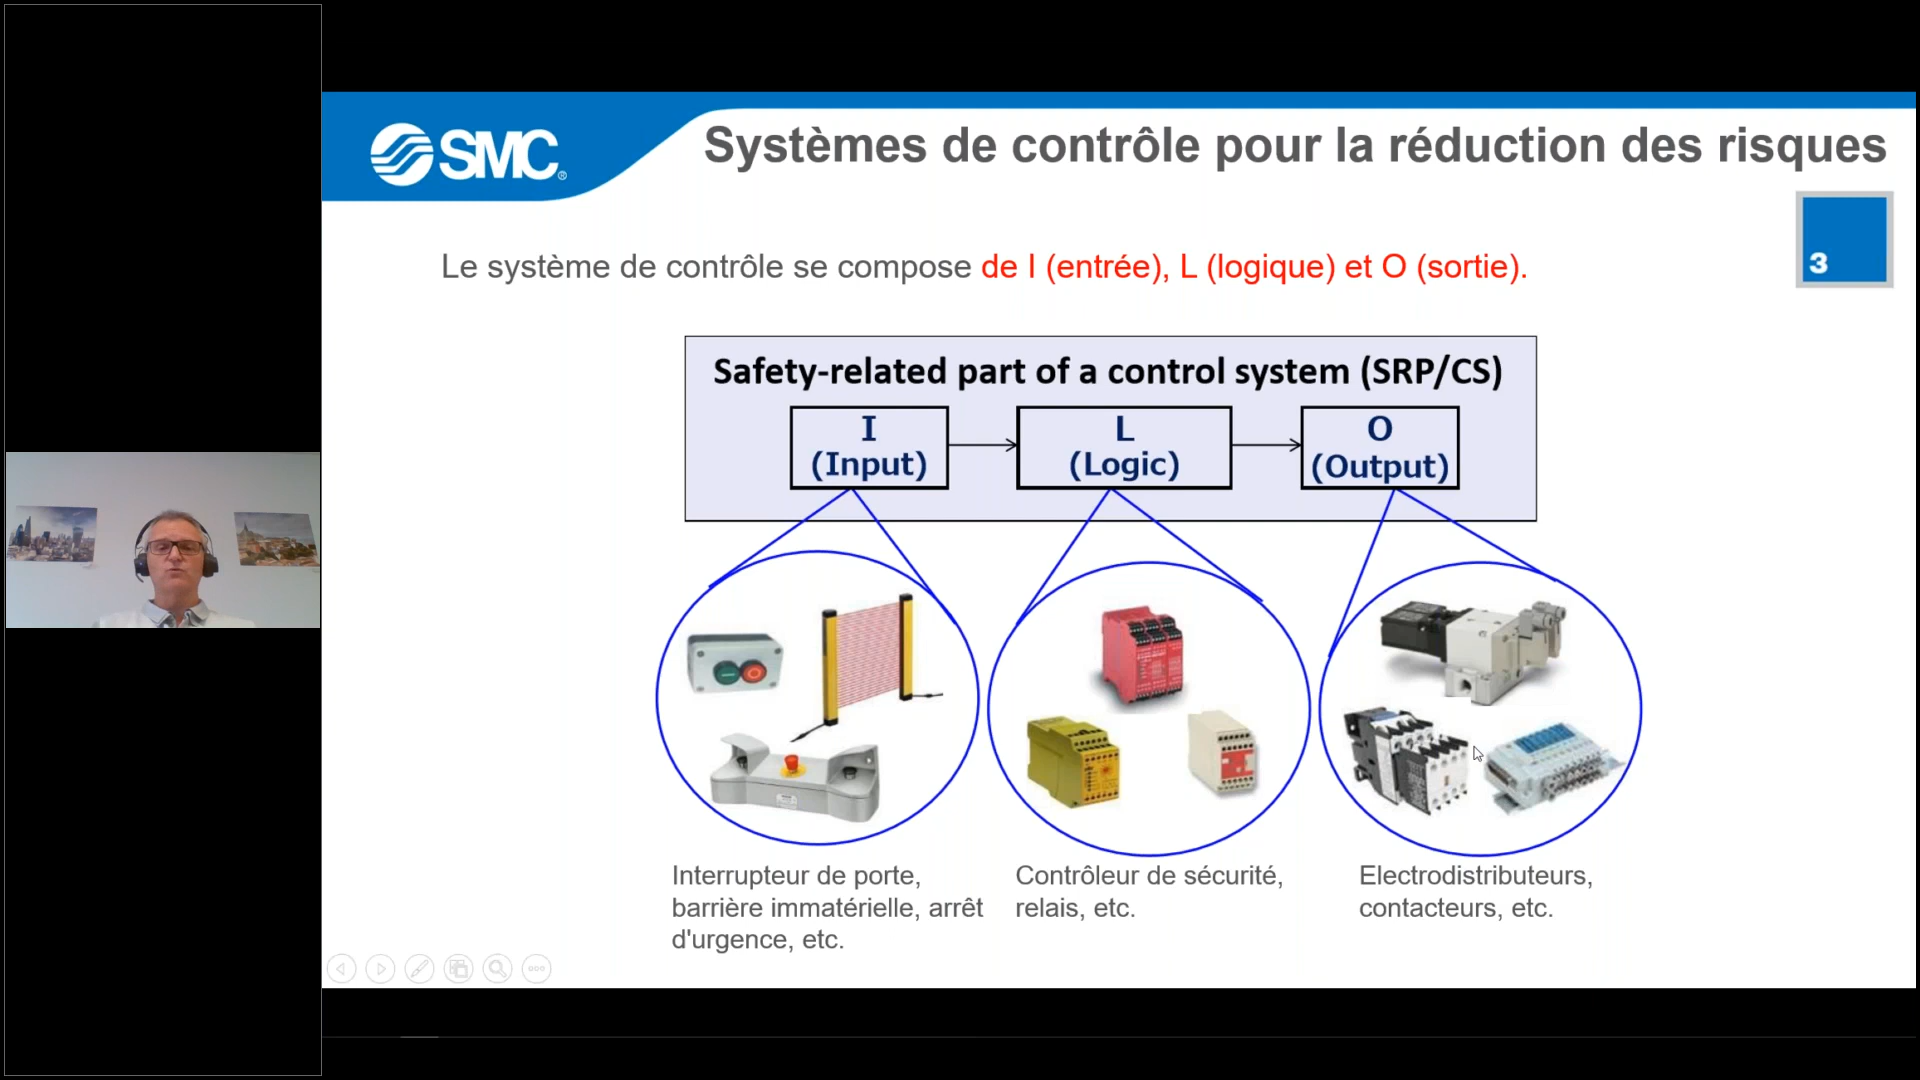 SMC®
Systèmes de contrôle pour la réduction des risques
3
Le système de contrôle se compose de I (entrée), L (logique) et O (sortie).
Safety-related part of a control system (SRP/CS)
I
(Input)
L
(Logic)
O
(Output)
Interrupteur de porte,
barrière immatérielle, arrêt
d'urgence, etc.
Contrôleur de sécurité,
relais, etc.
Electrodistributeurs,
contacteurs, etc.